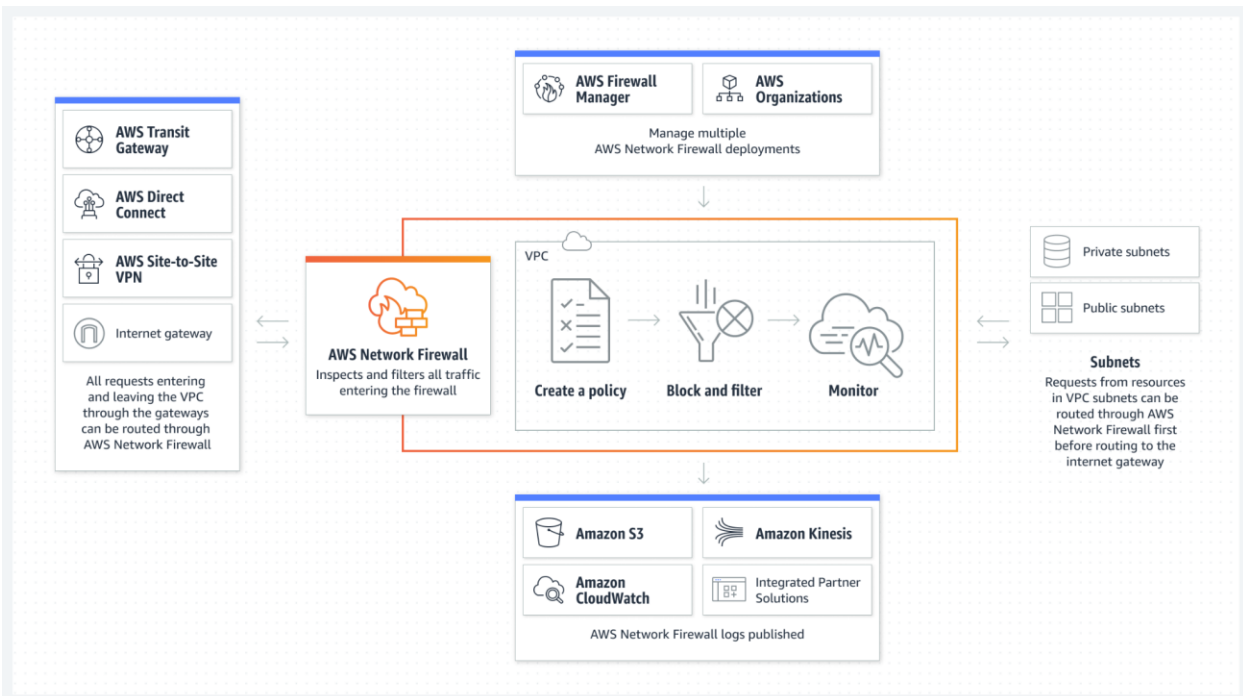 AWS Firewall
Manager
AWS
Organizations
Manage multiple
AWS Network Firewall deployments
AWS Transit
Gateway
AWS Direct
Connect
AWS Site-to-Site
VPN
Internet gateway
All requests entering
and leaving the VPC
through the gateways
can be routed through
AWS Network Firewall
AWS Network Firewall
Inspects and filters all traffic
entering the firewall
VPC
Create a policy
Block and filter
Monitor
Private subnets
Public subnets
Subnets
Requests from resources
in VPC subnets can be
routed through AWS
Network Firewall first
before routing to the
internet gateway
Amazon S3
Amazon Kinesis
Amazon
CloudWatch
Integrated Partner
Solutions
AWS Network Firewall logs published